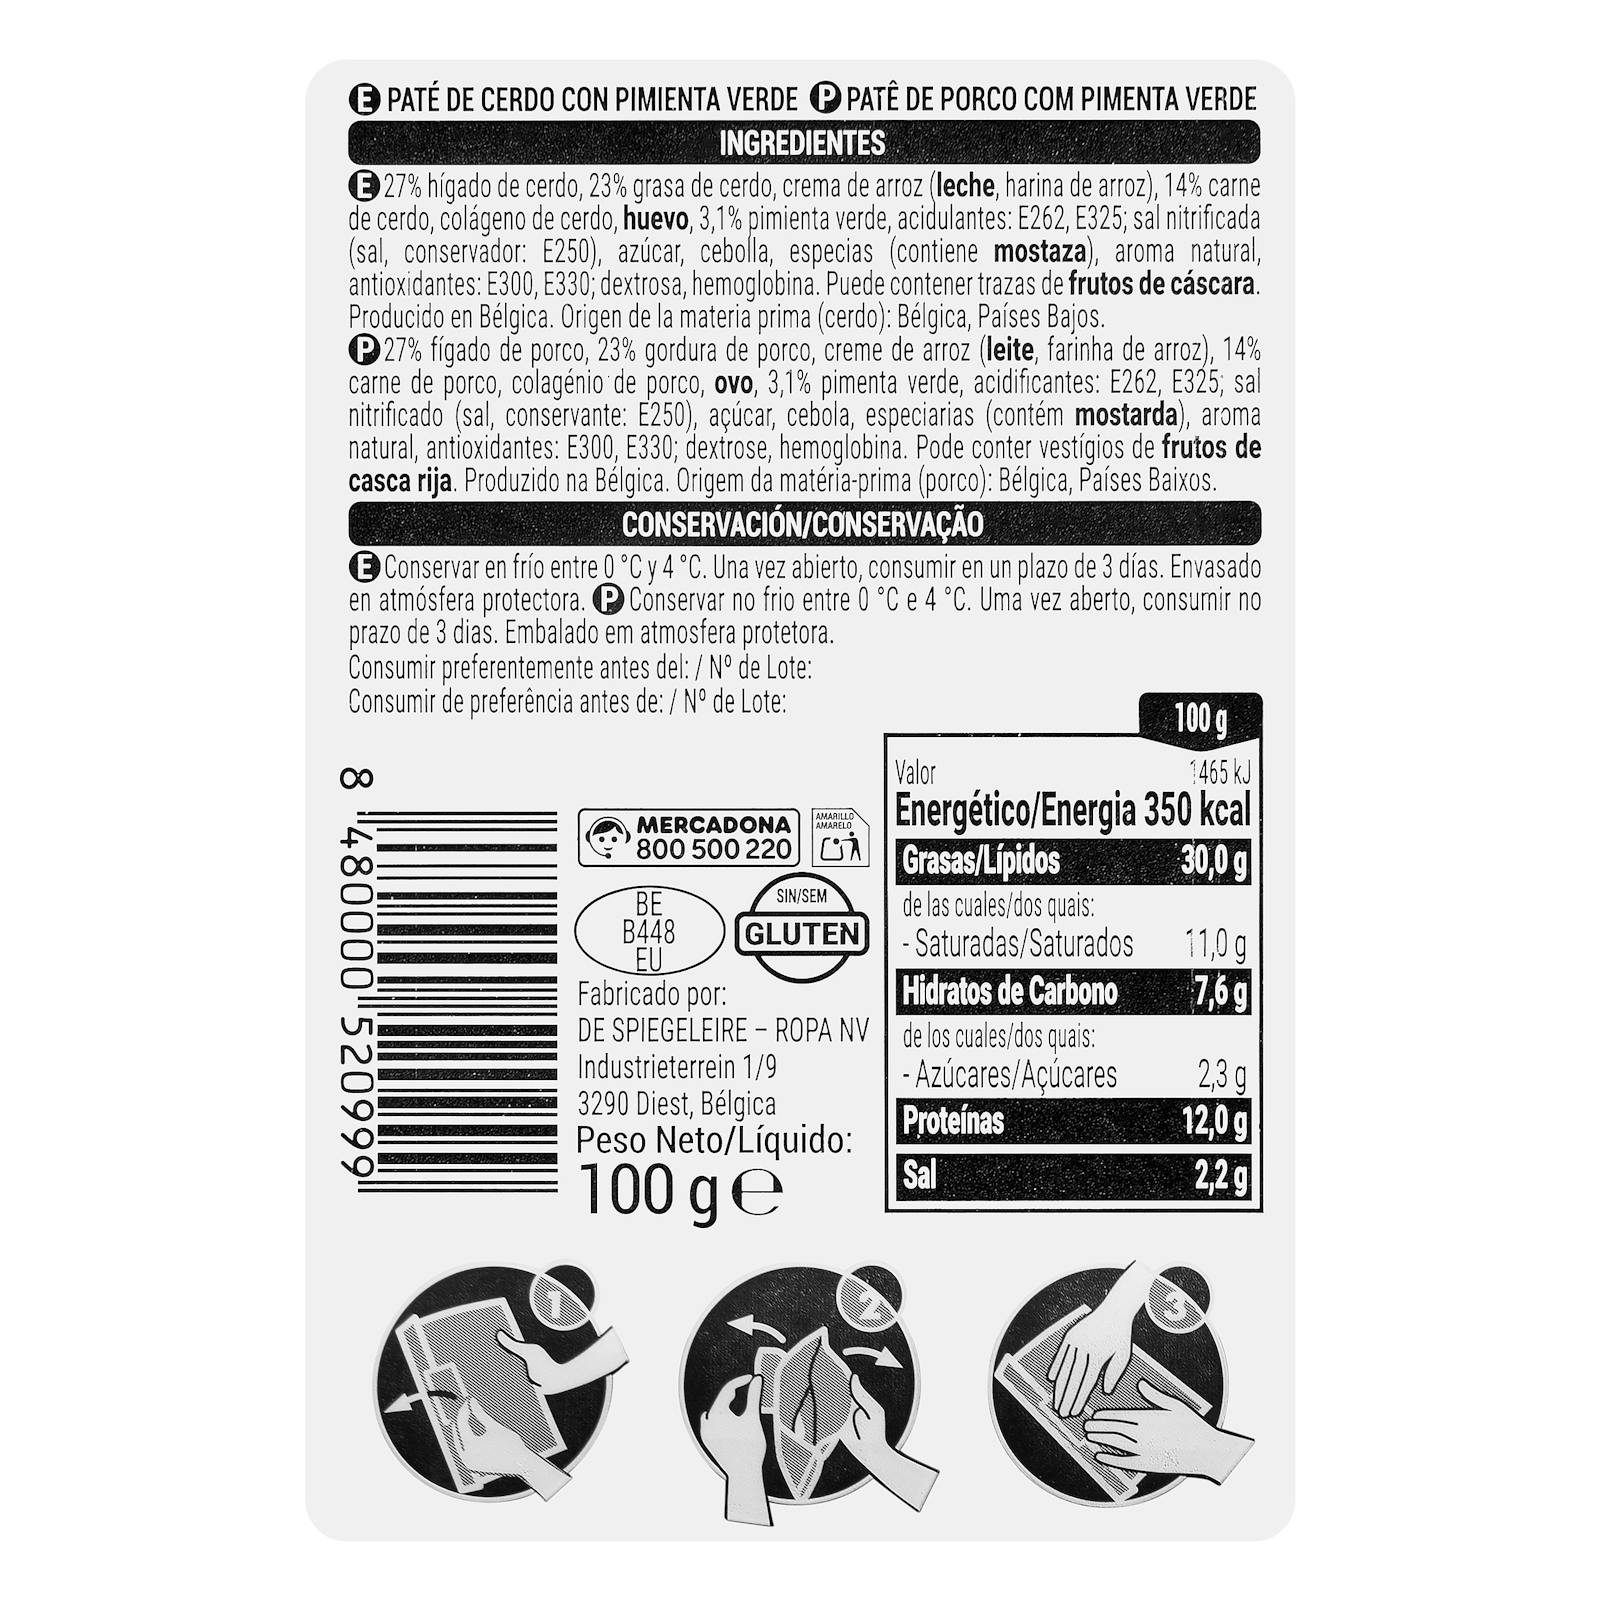 E PATÉ DE CERDO CON PIMIENTA VERDE P PATÊ DE PORCO COM PIMENTA VERDE
INGREDIENTES
E 27% hígado de cerdo, 23% grasa de cerdo, crema de arroz (leche, harina de arroz), 14% carne
de cerdo, colágeno de cerdo, huevo, 3,1% pimienta verde, acidulantes: E262, E325; sal nitrificada
(sal, conservador: E250), azúcar, cebolla, especias (contiene mostaza), aroma natural,
antioxidantes: E300, E330; dextrosa, hemoglobina. Puede contener trazas de frutos de cáscara.
Producido en Bélgica. Origen de la materia prima (cerdo): Bélgica, Países Bajos.
P 27% fígado de porco, 23% gordura de porco, creme de arroz (leite, farinha de arroz), 14%
carne de porco, colagénio de porco, ovo, 3,1% pimenta verde, acidificantes: E262, E325; sal
nitrificado (sal, conservante: E250), açúcar, cebola, especiarias (contém mostarda), aroma
natural, antioxidantes: E300, E330; dextrose, hemoglobina. Pode conter vestígios de frutos de
casca rija. Produzido na Bélgica. Origem da matéria-prima (porco): Bélgica, Países Baixos.
CONSERVACIÓN/CONSERVAÇÃO
E Conservar en frío entre 0 °C y 4 °C. Una vez abierto, consumir en un plazo de 3 días. Envasado
en atmósfera protectora. P Conservar no frio entre 0 °C e 4 °C. Uma vez aberto, consumir no
prazo de 3 dias. Embalado em atmosfera protetora.
Consumir preferentemente antes del: / Nº de Lote:
Consumir de preferência antes de: / Nº de Lote:
100 g
Valor 1465 kJ
Energético/Energia 350 kcal
Grasas/Lípidos 30,0 g
de las cuales/dos quais:
- Saturadas/Saturados 11,0 g
Hidratos de Carbono 7,6 g
de los cuales/dos quais:
- Azúcares/Açúcares 2,3 g
Proteínas 12,0 g
Sal 2,2 g
8 480000 520999
MERCADONA
800 500 220
AMARILLO
AMARELO
BE
B448
EU
SIN/SEM
GLUTEN
Fabricado por:
DE SPIEGELEIRE – ROPA NV
Industrieterrein 1/9
3290 Diest, Bélgica
Peso Neto/Líquido:
100 g e
1
2
3